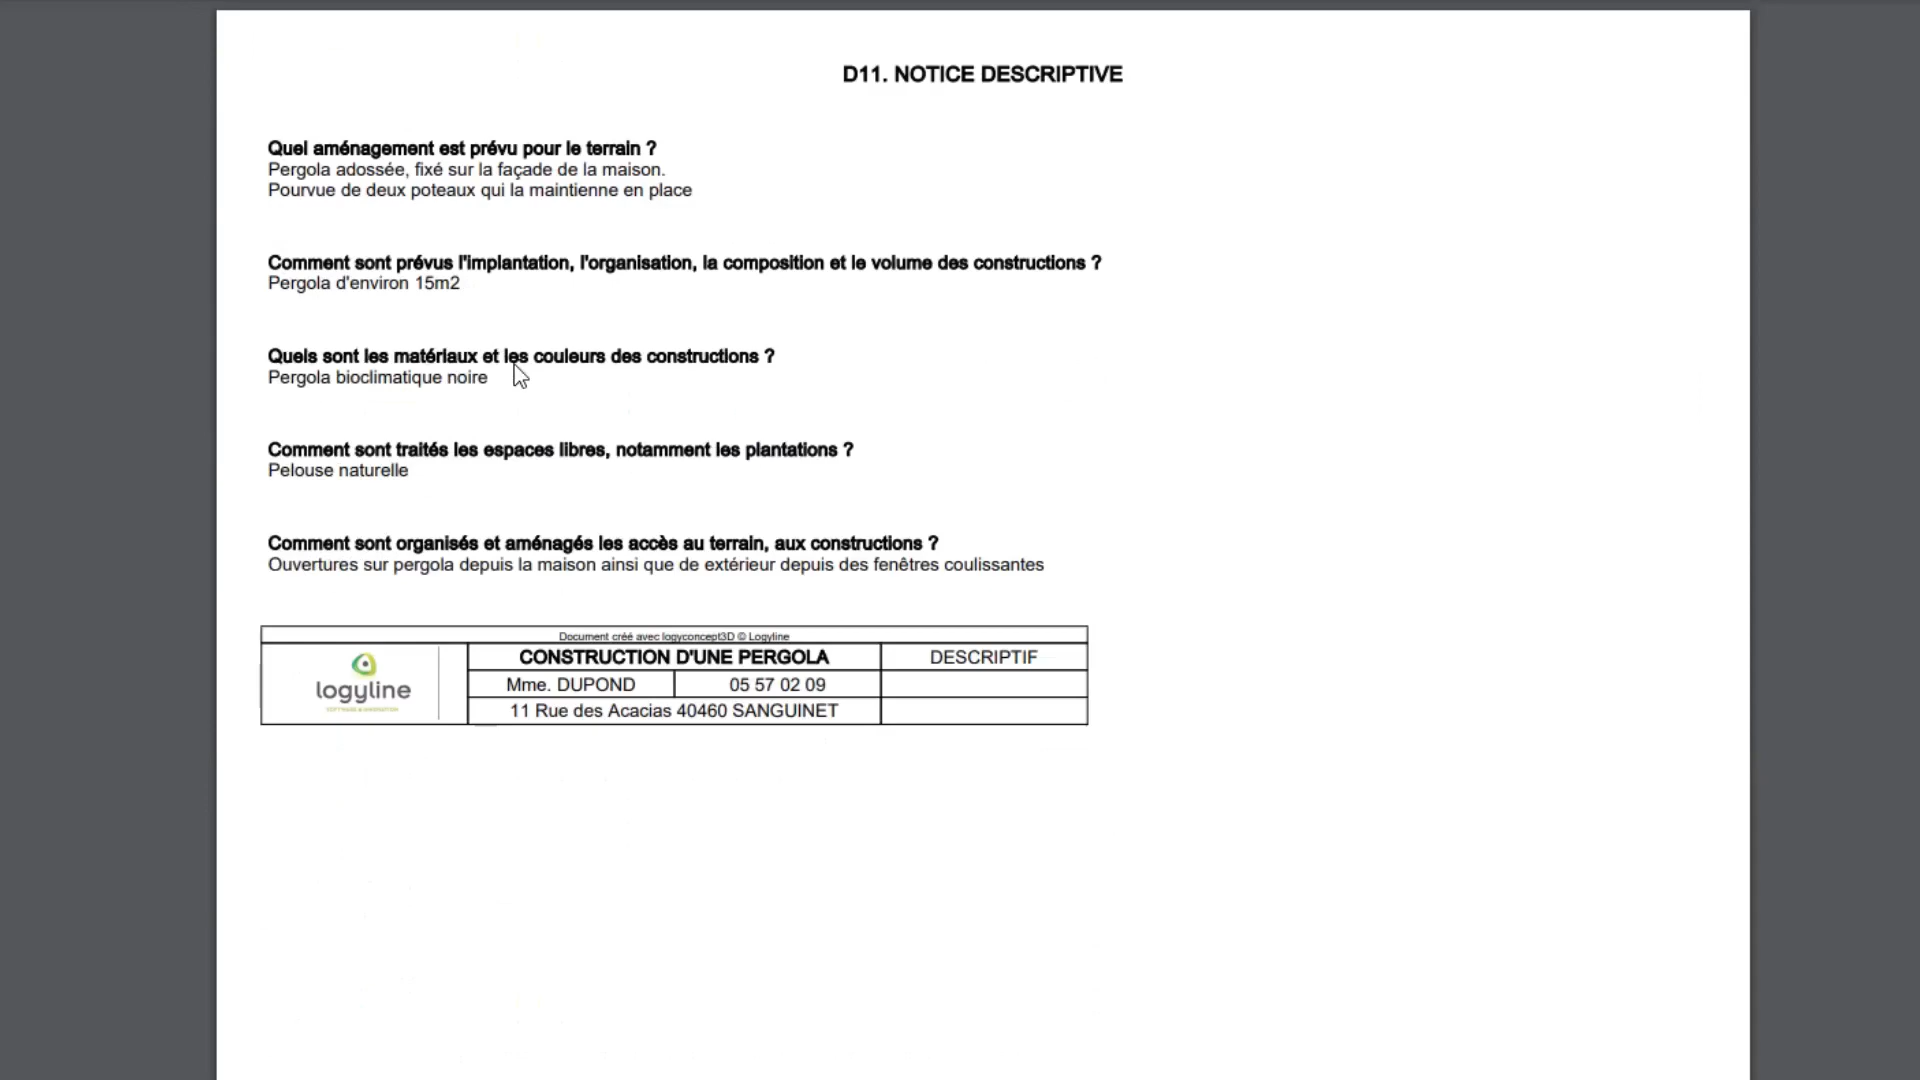 D11. NOTICE DESCRIPTIVE
Quel aménagement est prévu pour le terrain ?
Pergola adossée, fixé sur la façade de la maison.
Pourvue de deux poteaux qui la maintienne en place
Comment sont prévus l'implantation, l'organisation, la composition et le volume des constructions ?
Pergola d'environ 15m2
Quels sont les matériaux et les couleurs des constructions ?
Pergola bioclimatique noire
Comment sont traités les espaces libres, notamment les plantations ?
Pelouse naturelle
Comment sont organisés et aménagés les accès au terrain, aux constructions ?
Ouvertures sur pergola depuis la maison ainsi que de extérieur depuis des fenêtres coulissantes
Document créé avec logyconcept3D © Logyline
logyline
CONSTRUCTION D'UNE PERGOLA
DESCRIPTIF
Mme. DUPOND
05 57 02 09
11 Rue des Acacias 40460 SANGUINET